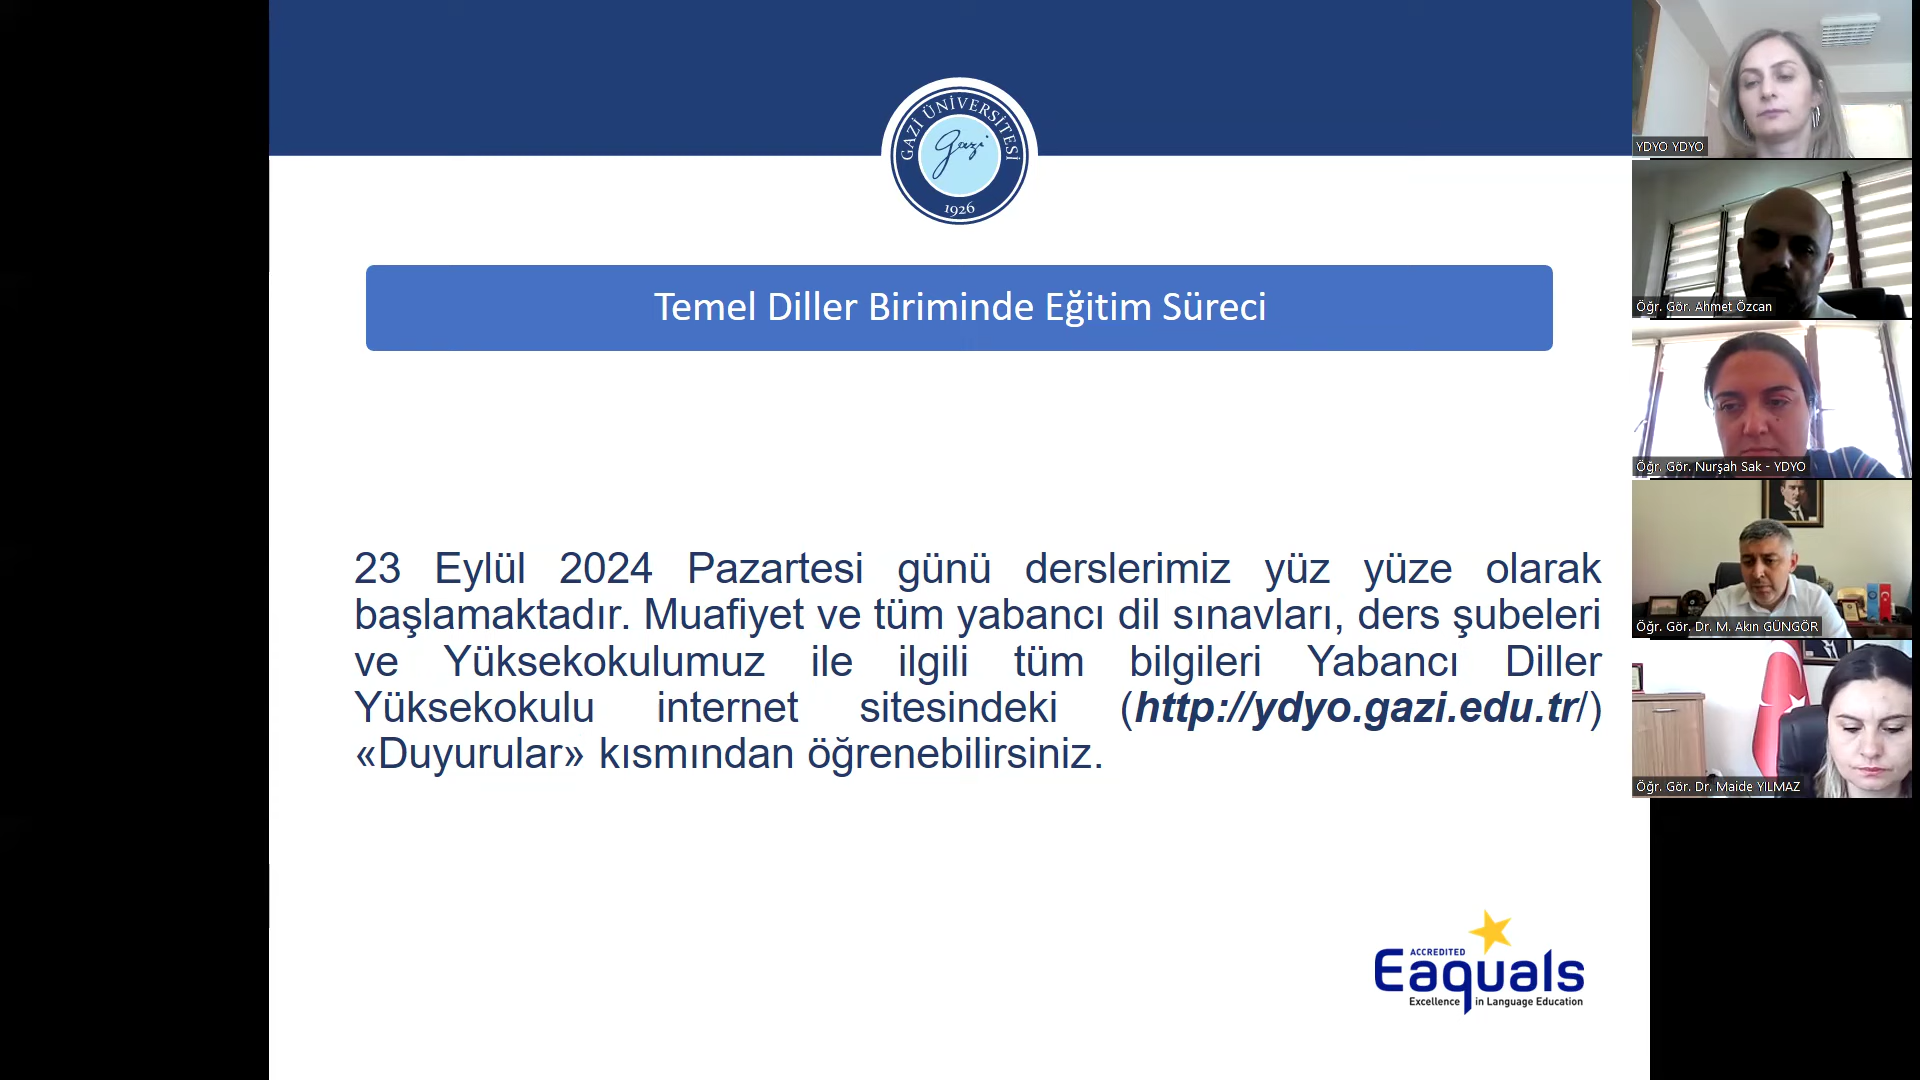 GAZİ ÜNİVERSİTESİ
Gazi
1926
Temel Diller Biriminde Eğitim Süreci
23 Eylül 2024 Pazartesi günü derslerimiz yüz yüze olarak
başlamaktadır. Muafiyet ve tüm yabancı dil sınavları, ders şubeleri
ve Yüksekokulumuz ile ilgili tüm bilgileri Yabancı Diller
Yüksekokulu internet sitesindeki (http://ydyo.gazi.edu.tr/)
«Duyurular» kısmından öğrenebilirsiniz.
ACCREDITED
Eaquals
Excellence in Language Education
YDYO YDYO
Öğr. Gör. Ahmet Özcan
Öğr. Gör. Nurşah Sak - YDYO
Öğr. Gör. Dr. M. Akın GÜNGÖR
Öğr. Gör. Dr. Maide YILMAZ